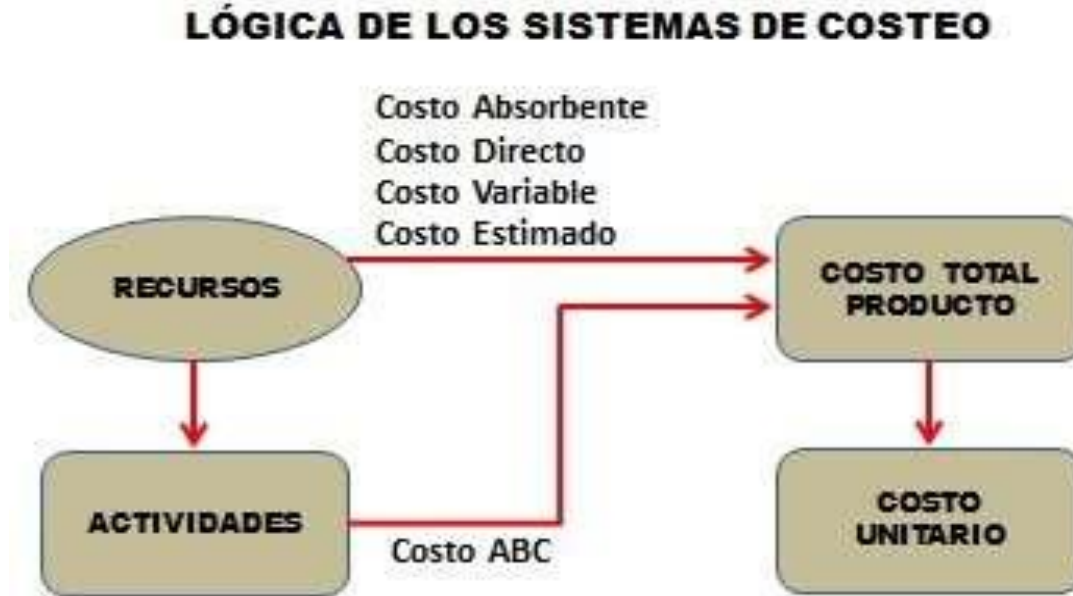 LÓGICA DE LOS SISTEMAS DE COSTEO
Costo Absorbente
Costo Directo
Costo Variable
Costo Estimado
RECURSOS
COSTO TOTAL
PRODUCTO
ACTIVIDADES
Costo ABC
COSTO
UNITARIO